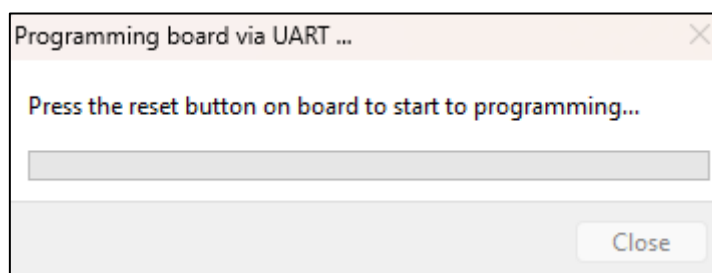 Programming board via UART ...
Press the reset button on board to start to programming...
Close